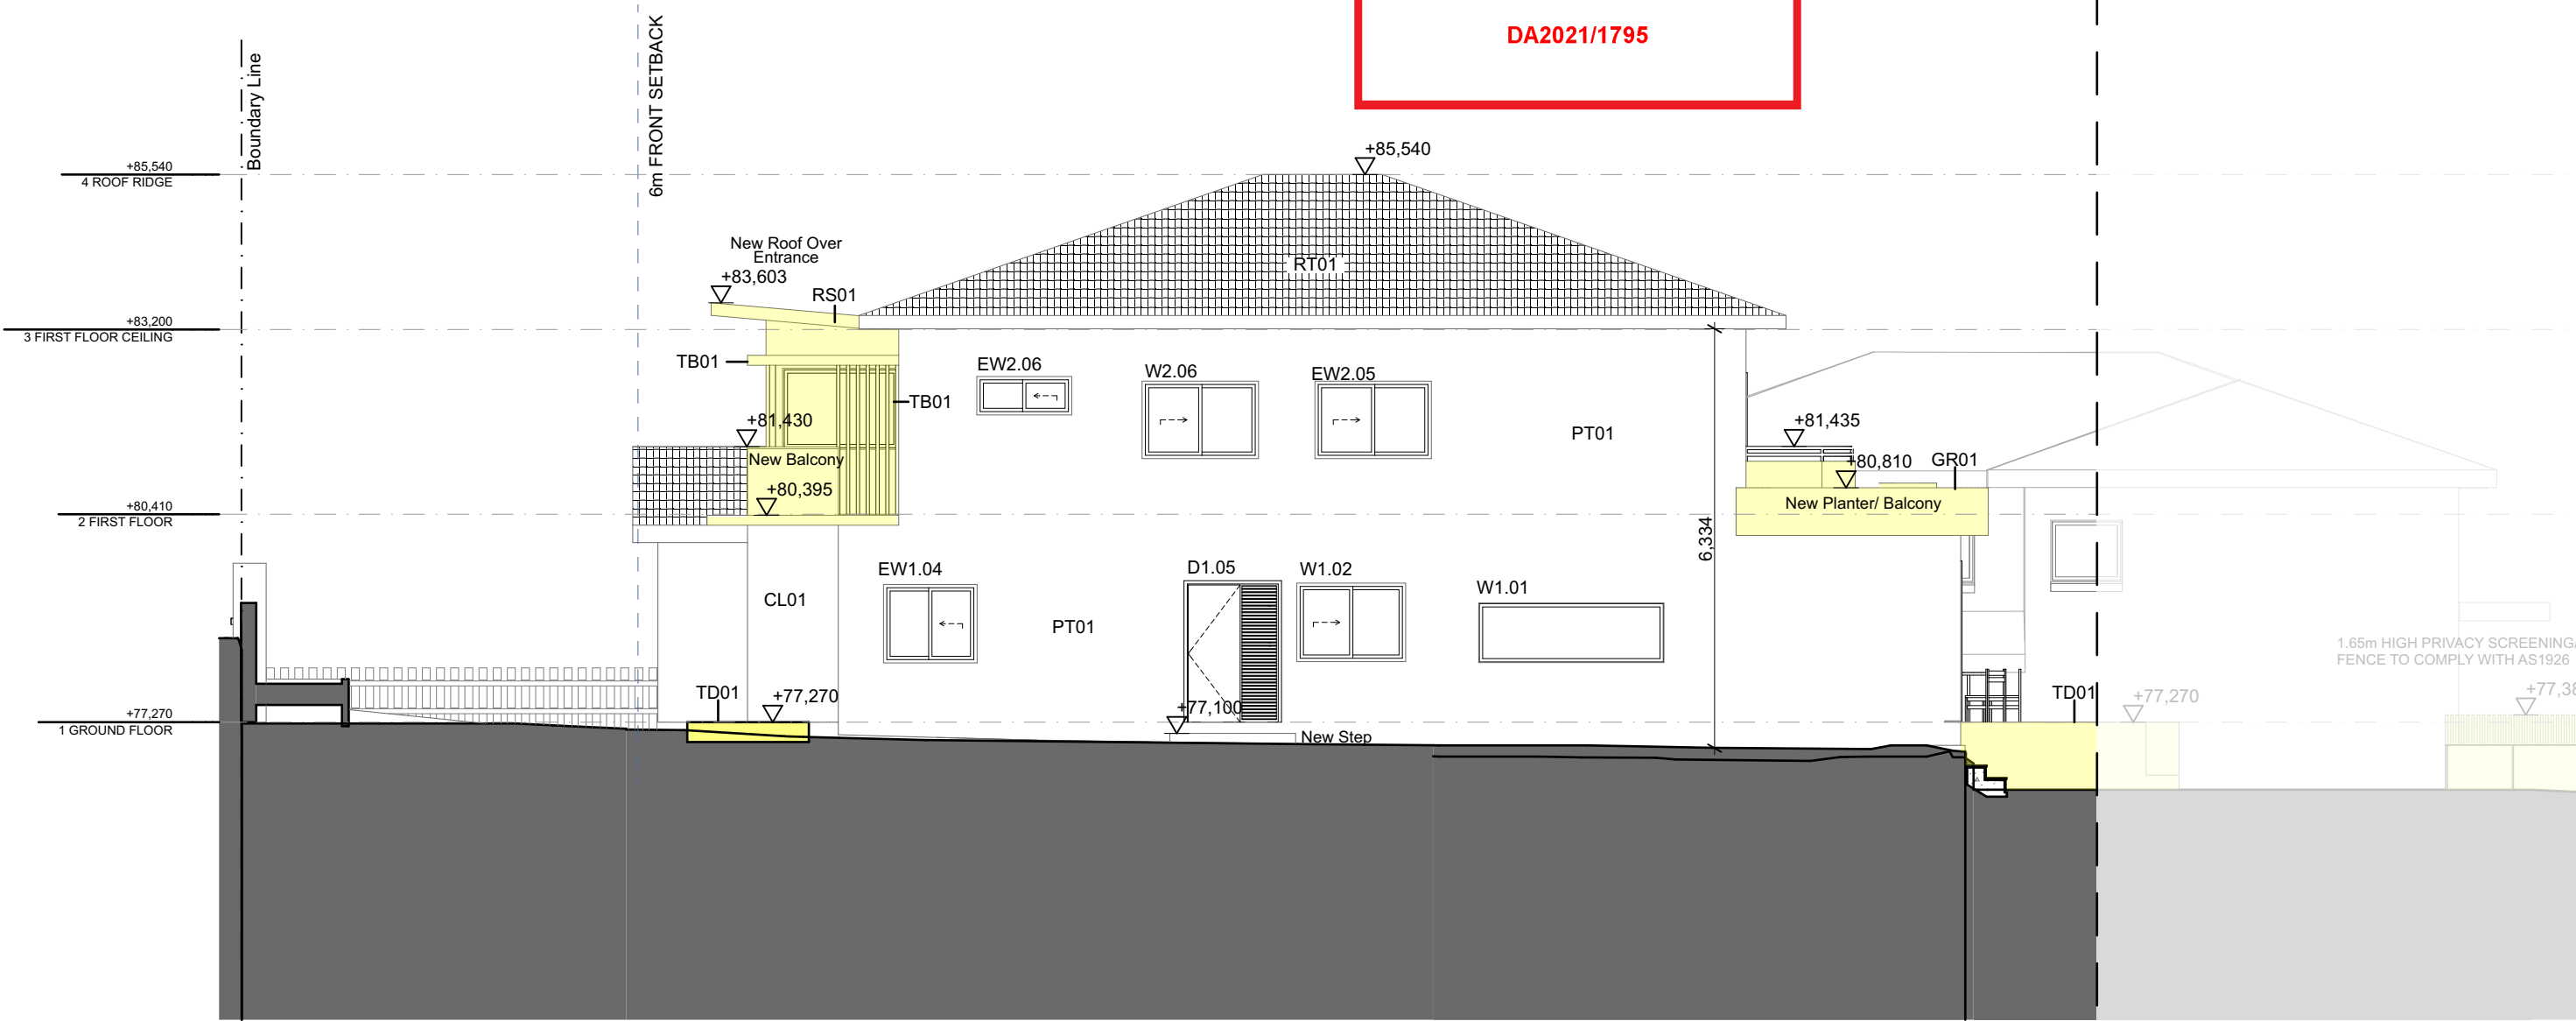 DA2021/1795
Boundary Line
6m FRONT SETBACK
+85,540
4 ROOF RIDGE
+85,540
New Roof Over
Entrance
+83,603
RS01
RT01
+83,200
3 FIRST FLOOR CEILING
TB01
EW2.06
W2.06
EW2.05
TB01
+81,430
PT01
+81,435
New Balcony
+80,810
GR01
+80,395
New Planter/ Balcony
+80,410
2 FIRST FLOOR
6,334
EW1.04
D1.05
W1.02
W1.01
CL01
PT01
1.65m HIGH PRIVACY SCREENING/
FENCE TO COMPLY WITH AS1926
TD01
+77,270
+77,100
TD01
+77,270
+77,270
1 GROUND FLOOR
New Step